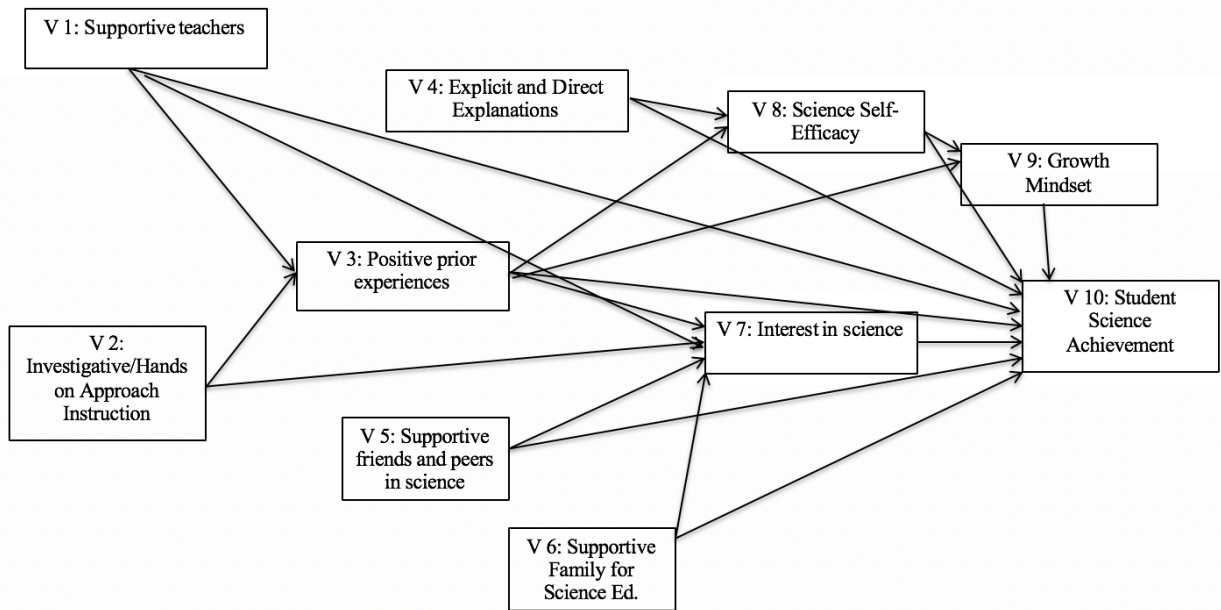 V 1: Supportive teachers
V 4: Explicit and Direct
Explanations
V 8: Science Self-
Efficacy
V 9: Growth
Mindset
V 3: Positive prior
experiences
V 10: Student
Science
Achievement
V 7: Interest in science
V 2:
Investigative/Hands
on Approach
Instruction
V 5: Supportive
friends and peers
in science
V 6: Supportive
Family for
Science Ed.